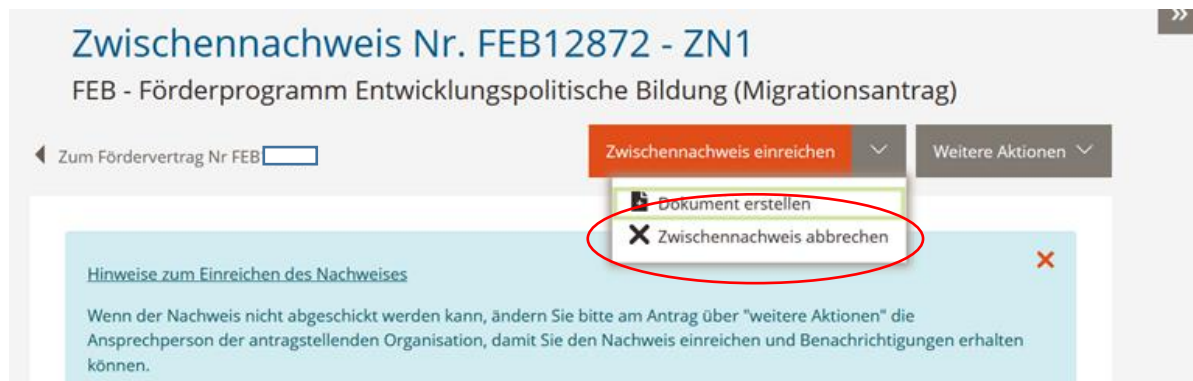 Zwischennachweis Nr. FEB12872 - ZN1
FEB - Förderprogramm Entwicklungspolitische Bildung (Migrationsantrag)
Zum Fördervertrag Nr FEB
Zwischennachweis einreichen
Weitere Aktionen
Dokument erstellen
Zwischennachweis abbrechen
Hinweise zum Einreichen des Nachweises
Wenn der Nachweis nicht abgeschickt werden kann, ändern Sie bitte am Antrag über "weitere Aktionen" die
Ansprechperson der antragstellenden Organisation, damit Sie den Nachweis einreichen und Benachrichtigungen erhalten
können.